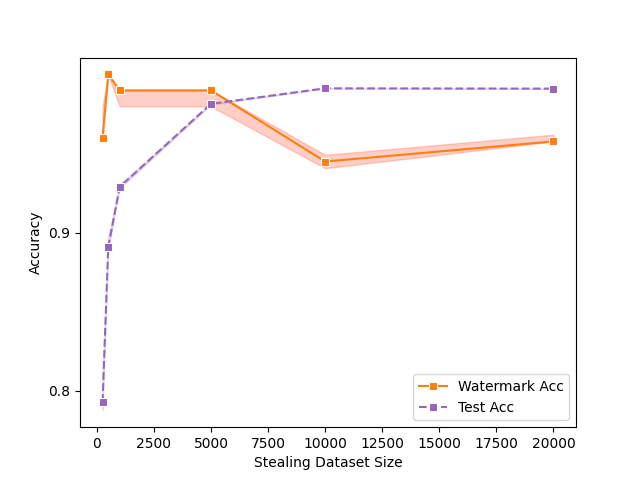 Accuracy
0.9
0.8
Watermark Acc
Test Acc
0 2500 5000 7500 10000 12500 15000 17500 20000
Stealing Dataset Size